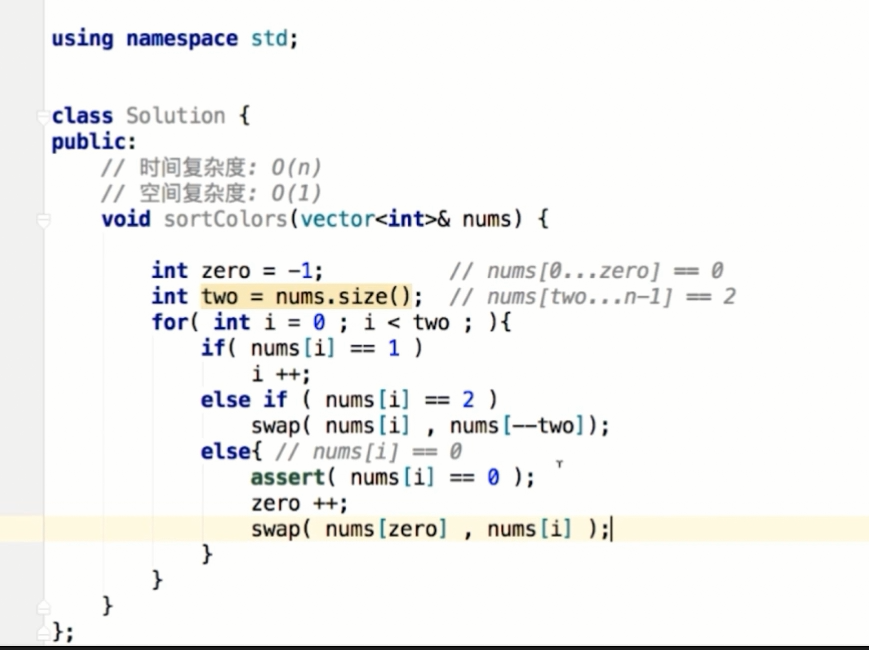 using namespace std;
class Solution {
public:
    // 时间复杂度: O(n)
    // 空间复杂度: O(1)
    void sortColors(vector<int>& nums) {
        int zero = -1;          // nums[0...zero] == 0
        int two = nums.size();  // nums[two...n-1] == 2
        for( int i = 0 ; i < two ; ){
            if( nums[i] == 1 )
                i ++;
            else if ( nums[i] == 2 )
                swap( nums[i] , nums[--two]);
            else{ // nums[i] == 0
                assert( nums[i] == 0 );
                zero ++;
                swap( nums[zero] , nums[i] );
            }
        }
    }
};